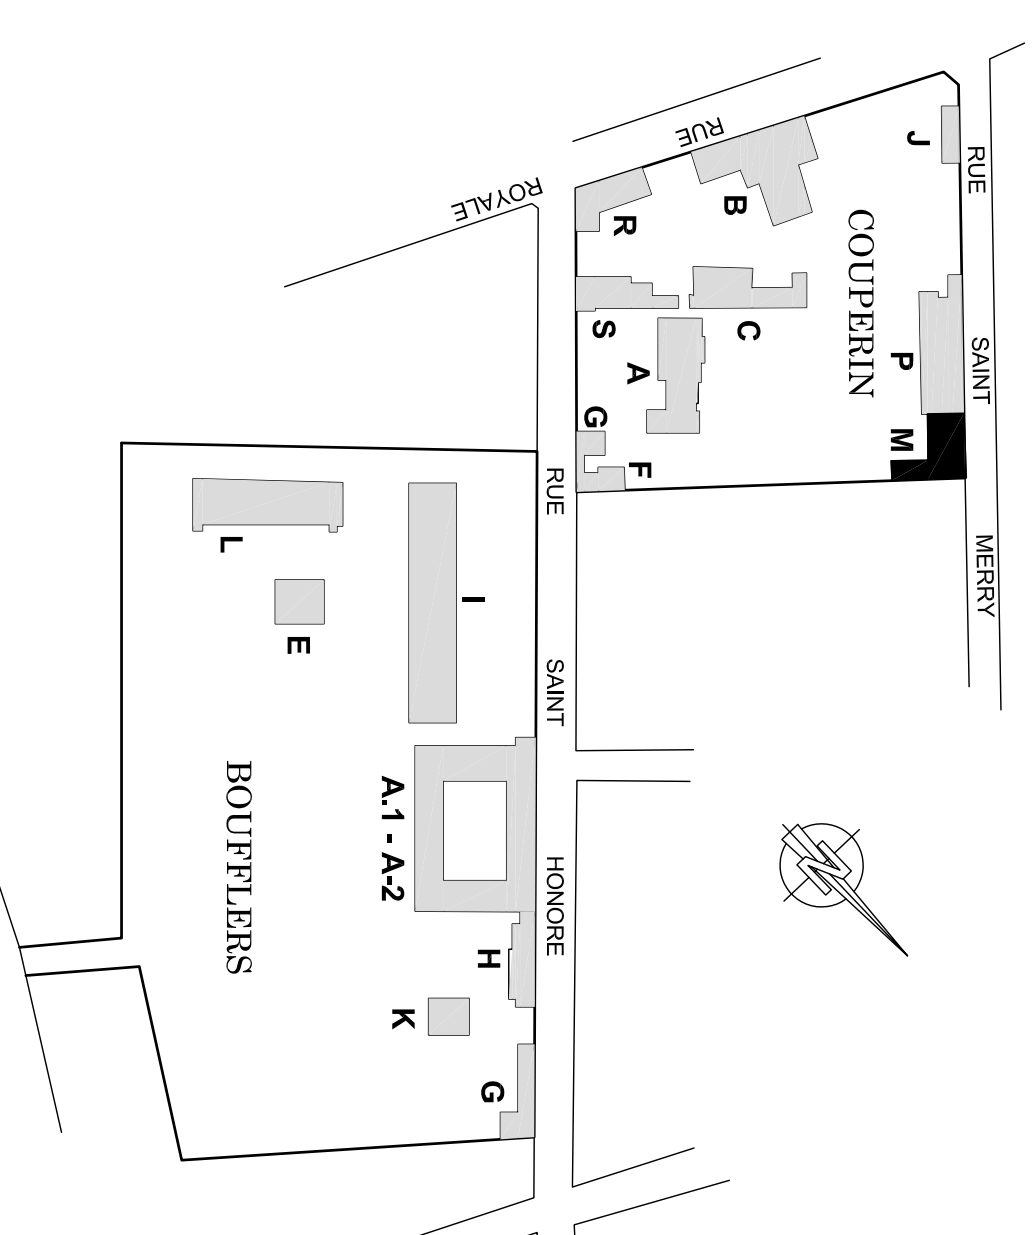 RUE
ROYALE
RUE
SAINT
MERRY
J
B
R
COUPERIN
S
C
A
P
G
M
F
RUE
SAINT
HONORE
L
I
E
BOUFFLERS
A.1 - A-2
H
K
G
N